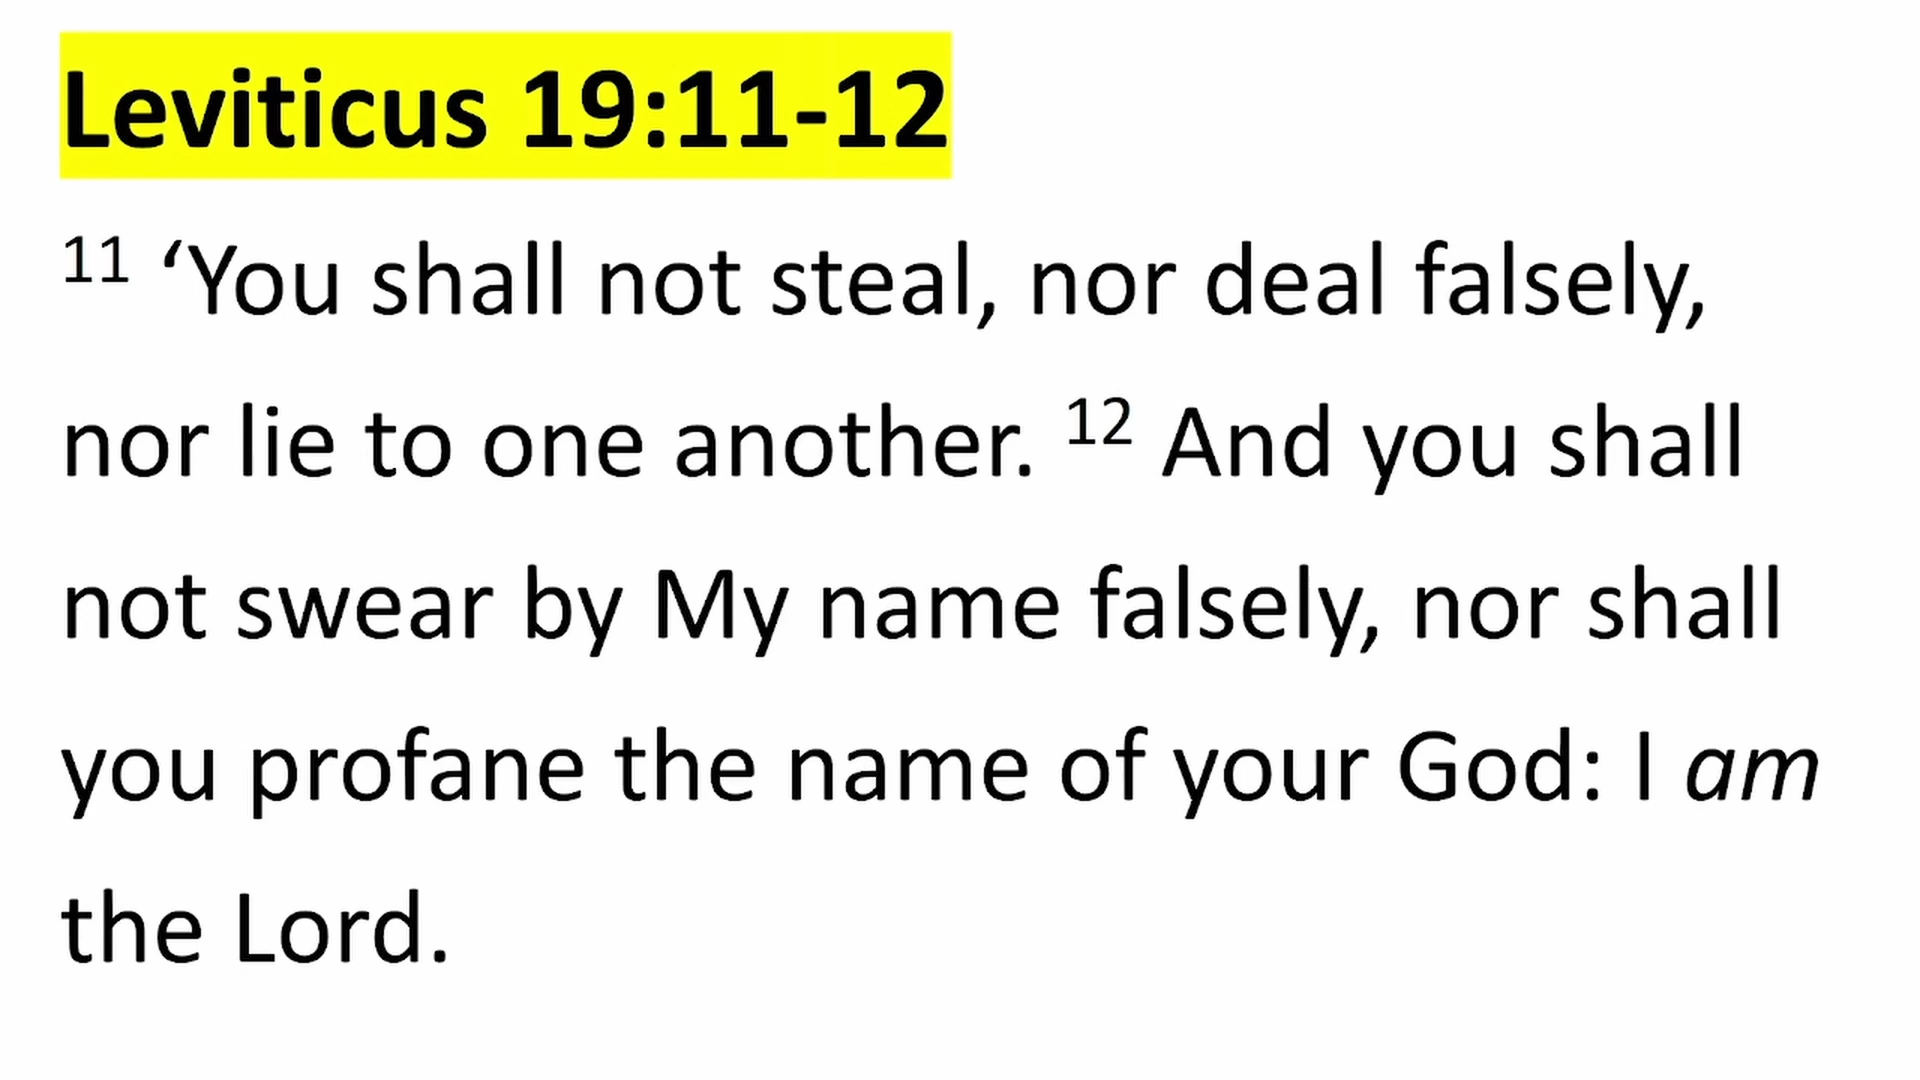 Leviticus 19:11-12
11 ‘You shall not steal, nor deal falsely,
nor lie to one another. 12 And you shall
not swear by My name falsely, nor shall
you profane the name of your God: I am
the Lord.